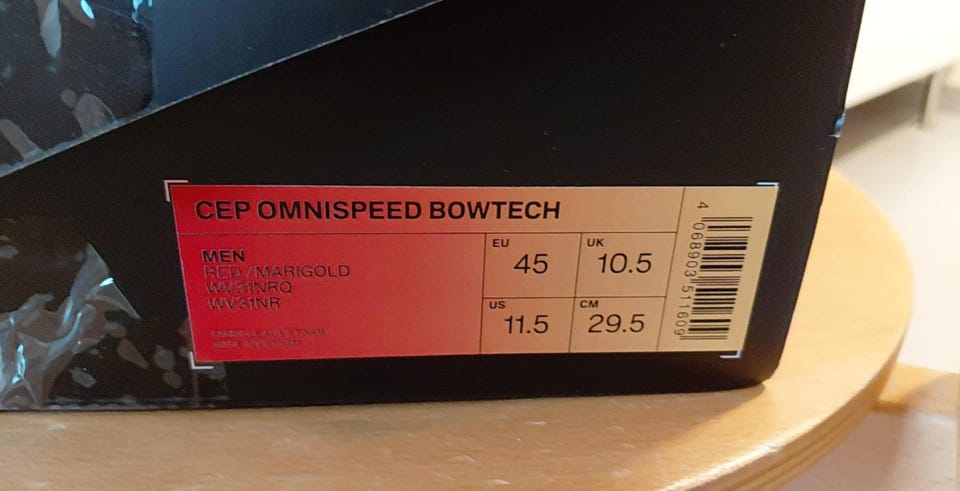 CEP OMNISPEED BOWTECH
MEN
RED / MARIGOLD
WV51NRQ
WV31NR
EU
45
UK
10.5
US
11.5
CM
29.5
4 068903 511609